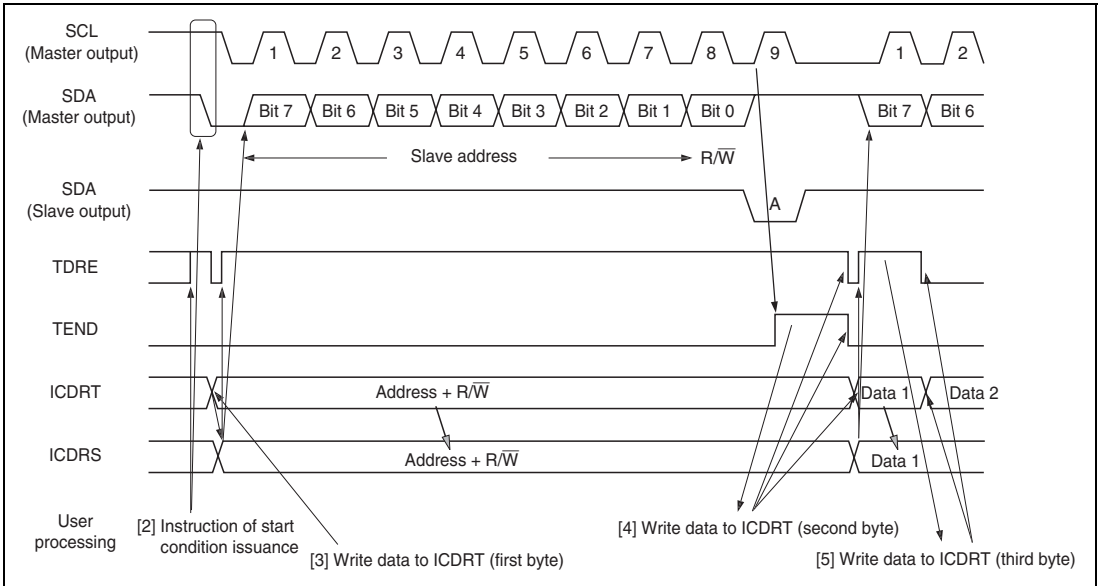 SCL
(Master output)
1 2 3 4 5 6 7 8 9 1 2
SDA
(Master output)
Bit 7 Bit 6 Bit 5 Bit 4 Bit 3 Bit 2 Bit 1 Bit 0 Bit 7 Bit 6
Slave address R/W̅
SDA
(Slave output)
A
TDRE
TEND
ICDRT
Address + R/W̅ Data 1 Data 2
ICDRS
Address + R/W̅ Data 1
User
processing
[2] Instruction of start
condition issuance
[3] Write data to ICDRT (first byte)
[4] Write data to ICDRT (second byte)
[5] Write data to ICDRT (third byte)